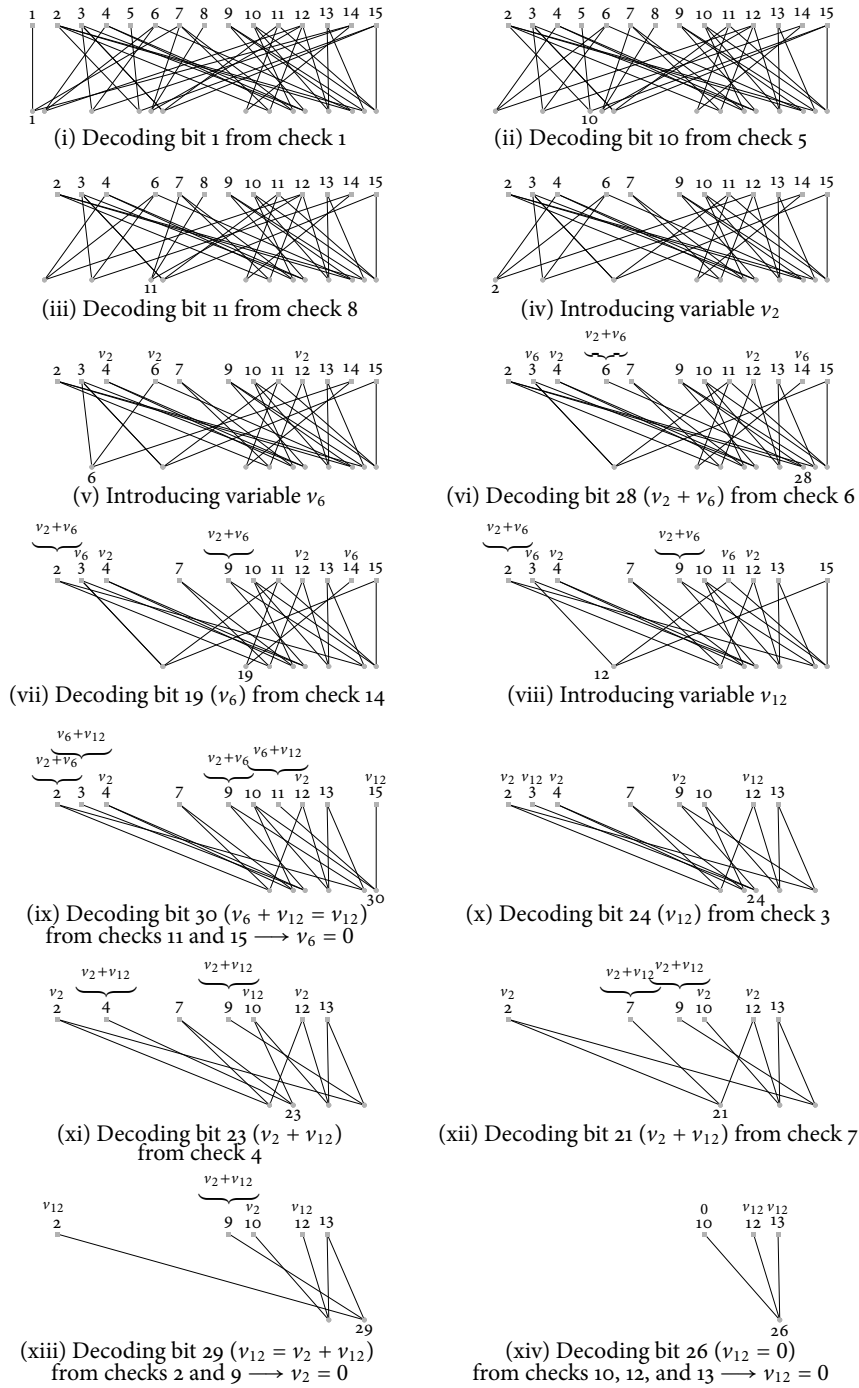 1 2 3 4 5 6 7 8 9 10 11 12 13 14 15
1
(i) Decoding bit 1 from check 1
2 3 4 5 6 7 8 9 10 11 12 13 14 15
10
(ii) Decoding bit 10 from check 5
2 3 4 6 7 8 9 10 11 12 13 14 15
11
(iii) Decoding bit 11 from check 8
2 3 4 6 7 9 10 11 12 13 14 15
2
(iv) Introducing variable v₂
v₂ v₂ v₂
2 3 4 6 7 9 10 11 12 13 14 15
6
(v) Introducing variable v₆
v₂+v₆
v₆ v₂ v₂ v₆
2 3 4 6 7 9 10 11 12 13 14 15
28
(vi) Decoding bit 28 (v₂ + v₆) from check 6
v₂+v₆ v₂+v₆
v₆ v₂ v₂ v₆
2 3 4 7 9 10 11 12 13 14 15
19
(vii) Decoding bit 19 (v₆) from check 14
v₂+v₆ v₂+v₆
v₆ v₂ v₆ v₂
2 3 4 7 9 10 11 12 13 15
12
(viii) Introducing variable v₁₂
v₆+v₁₂
v₂+v₆ v₂+v₆ v₆+v₁₂
v₂ v₂ v₁₂
2 3 4 7 9 10 11 12 13 15
30
(ix) Decoding bit 30 (v₆ + v₁₂ = v₁₂)
from checks 11 and 15 ⟶ v₆ = 0
v₂ v₁₂ v₂ v₂ v₁₂
2 3 4 7 9 10 12 13
24
(x) Decoding bit 24 (v₁₂) from check 3
v₂+v₁₂ v₂+v₁₂
v₂ v₁₂ v₂
2 4 7 9 10 12 13
23
(xi) Decoding bit 23 (v₂ + v₁₂)
from check 4
v₂+v₁₂ v₂+v₁₂
v₂ v₂ v₂
2 7 9 10 12 13
21
(xii) Decoding bit 21 (v₂ + v₁₂) from check 7
v₂+v₁₂
v₁₂ v₂ v₁₂
2 9 10 12 13
29
(xiii) Decoding bit 29 (v₁₂ = v₂ + v₁₂)
from checks 2 and 9 ⟶ v₂ = 0
0 v₁₂ v₁₂
10 12 13
26
(xiv) Decoding bit 26 (v₁₂ = 0)
from checks 10, 12, and 13 ⟶ v₁₂ = 0